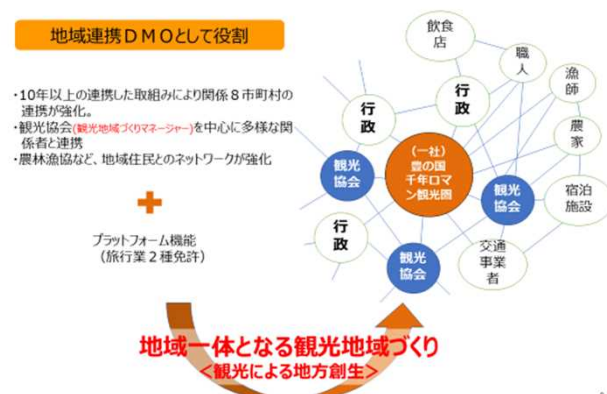 地域連携DMOとして役割
・10年以上の連携した取組みにより関係８市町村の
連携が強化。
・観光協会(観光地域づくりマネージャー)を中心に多様な関
係者と連携
・農林漁協など、地域住民とのネットワークが強化
プラットフォーム機能
（旅行業２種免許）
飲食
店
職
人
漁
師
行
政
行
政
農
家
（一社）
豊の国
千年ロマ
ン観光圏
観光
協会
観光
協会
宿泊
施設
行
政
観光
協会
交通
事業
者
地域一体となる観光地域づくり
＜観光による地方創生＞